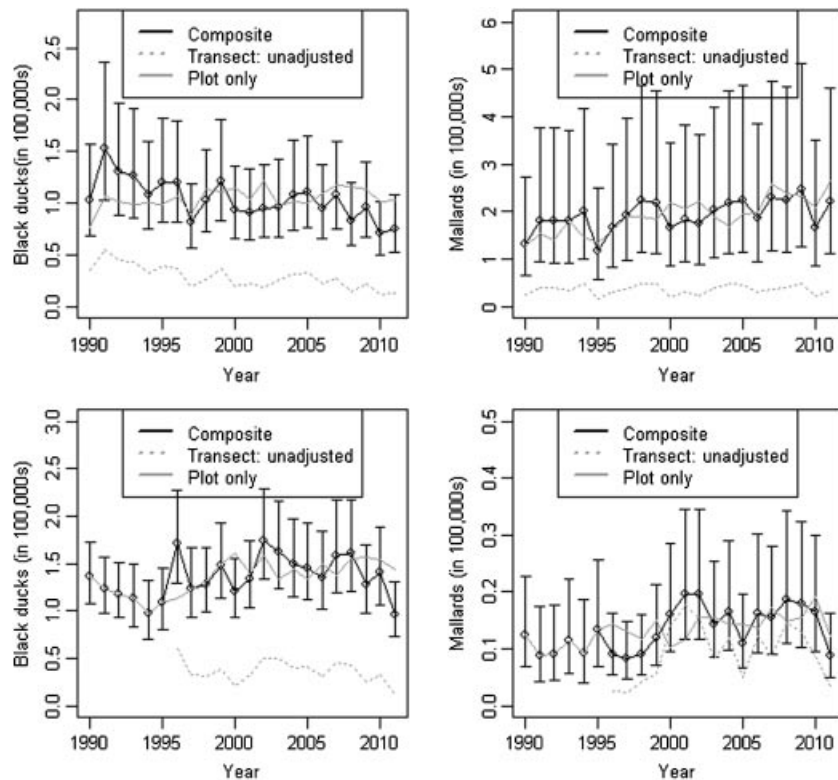 Composite
Transect: unadjusted
Plot only
Black ducks(in 100,000s)
0.0 0.5 1.0 1.5 2.0 2.5
1990 1995 2000 2005 2010
Year
Composite
Transect: unadjusted
Plot only
Mallards (in 100,000s)
0 1 2 3 4 5 6
1990 1995 2000 2005 2010
Year
Composite
Transect: unadjusted
Plot only
Black ducks (in 100,000s)
0.0 0.5 1.0 1.5 2.0 2.5 3.0
1990 1995 2000 2005 2010
Year
Composite
Transect: unadjusted
Plot only
Mallards (in 100,000s)
0.0 0.1 0.2 0.3 0.4 0.5
1990 1995 2000 2005 2010
Year